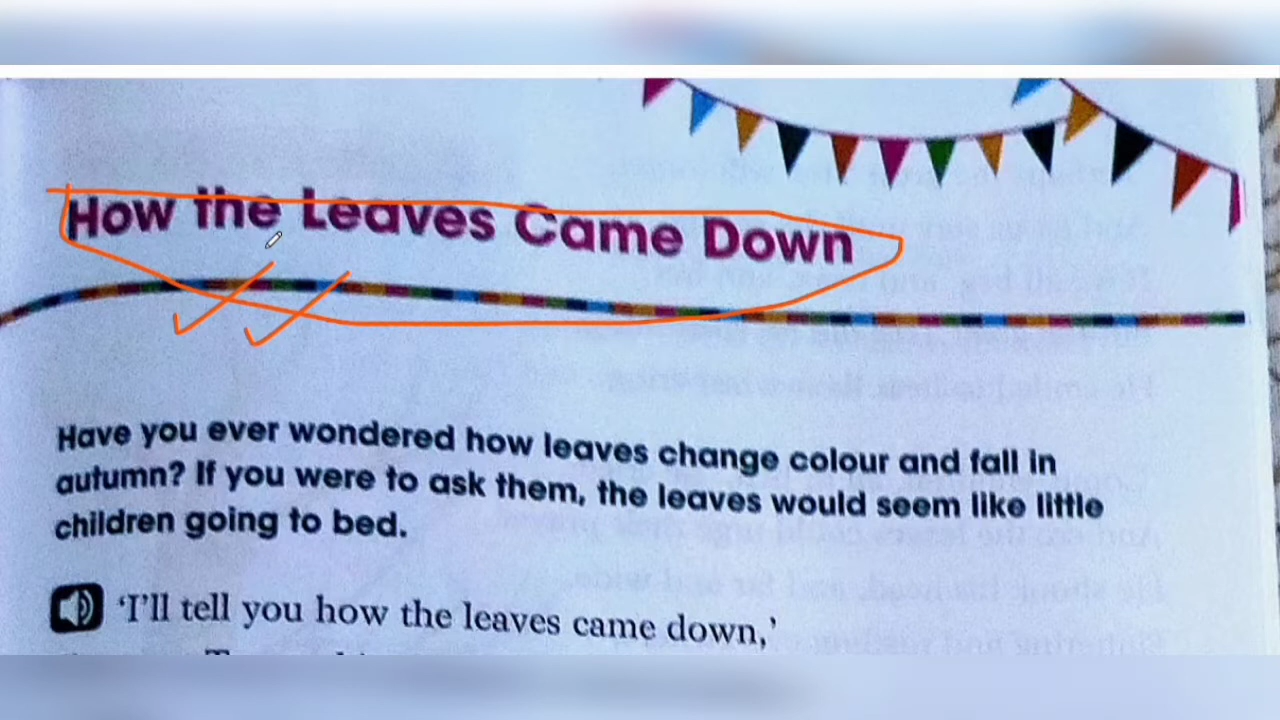 How the Leaves Came Down
Have you ever wondered how leaves change colour and fall in
autumn? If you were to ask them, the leaves would seem like little
children going to bed.
‘I’ll tell you how the leaves came down,’